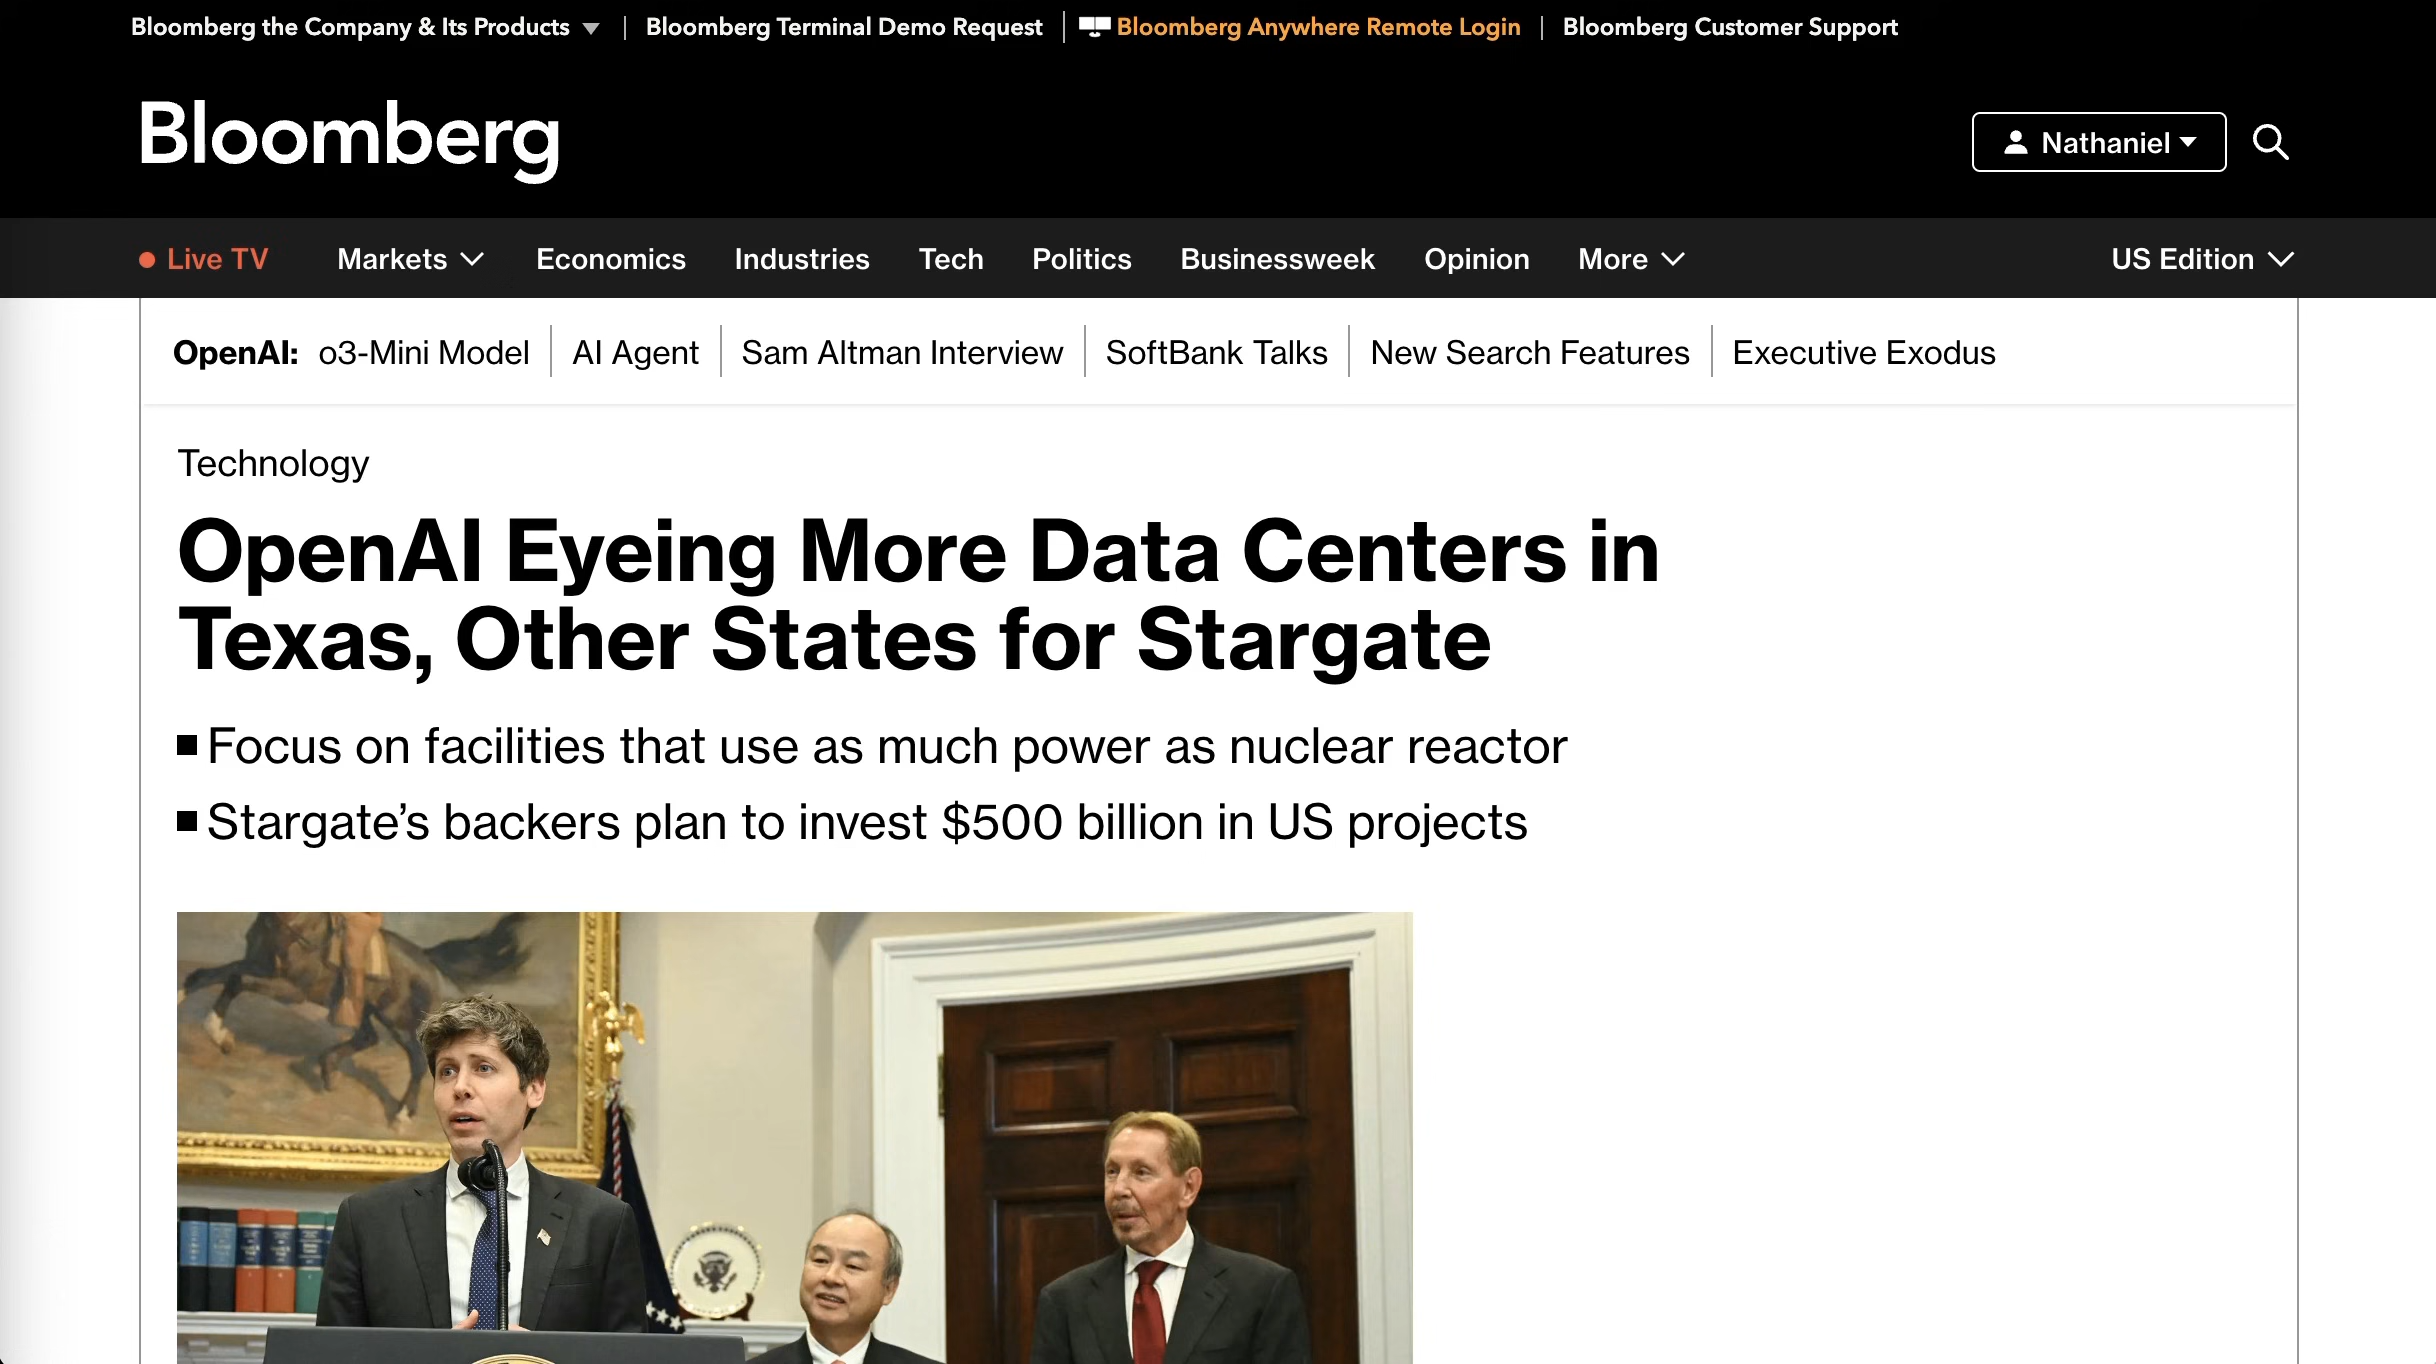 Bloomberg the Company & Its Products
Bloomberg Terminal Demo Request
Bloomberg Anywhere Remote Login
Bloomberg Customer Support
Bloomberg
Nathaniel
Live TV
Markets
Economics
Industries
Tech
Politics
Businessweek
Opinion
More
US Edition
OpenAI: o3-Mini Model
AI Agent
Sam Altman Interview
SoftBank Talks
New Search Features
Executive Exodus
Technology
OpenAI Eyeing More Data Centers in
Texas, Other States for Stargate
Focus on facilities that use as much power as nuclear reactor
Stargate’s backers plan to invest $500 billion in US projects